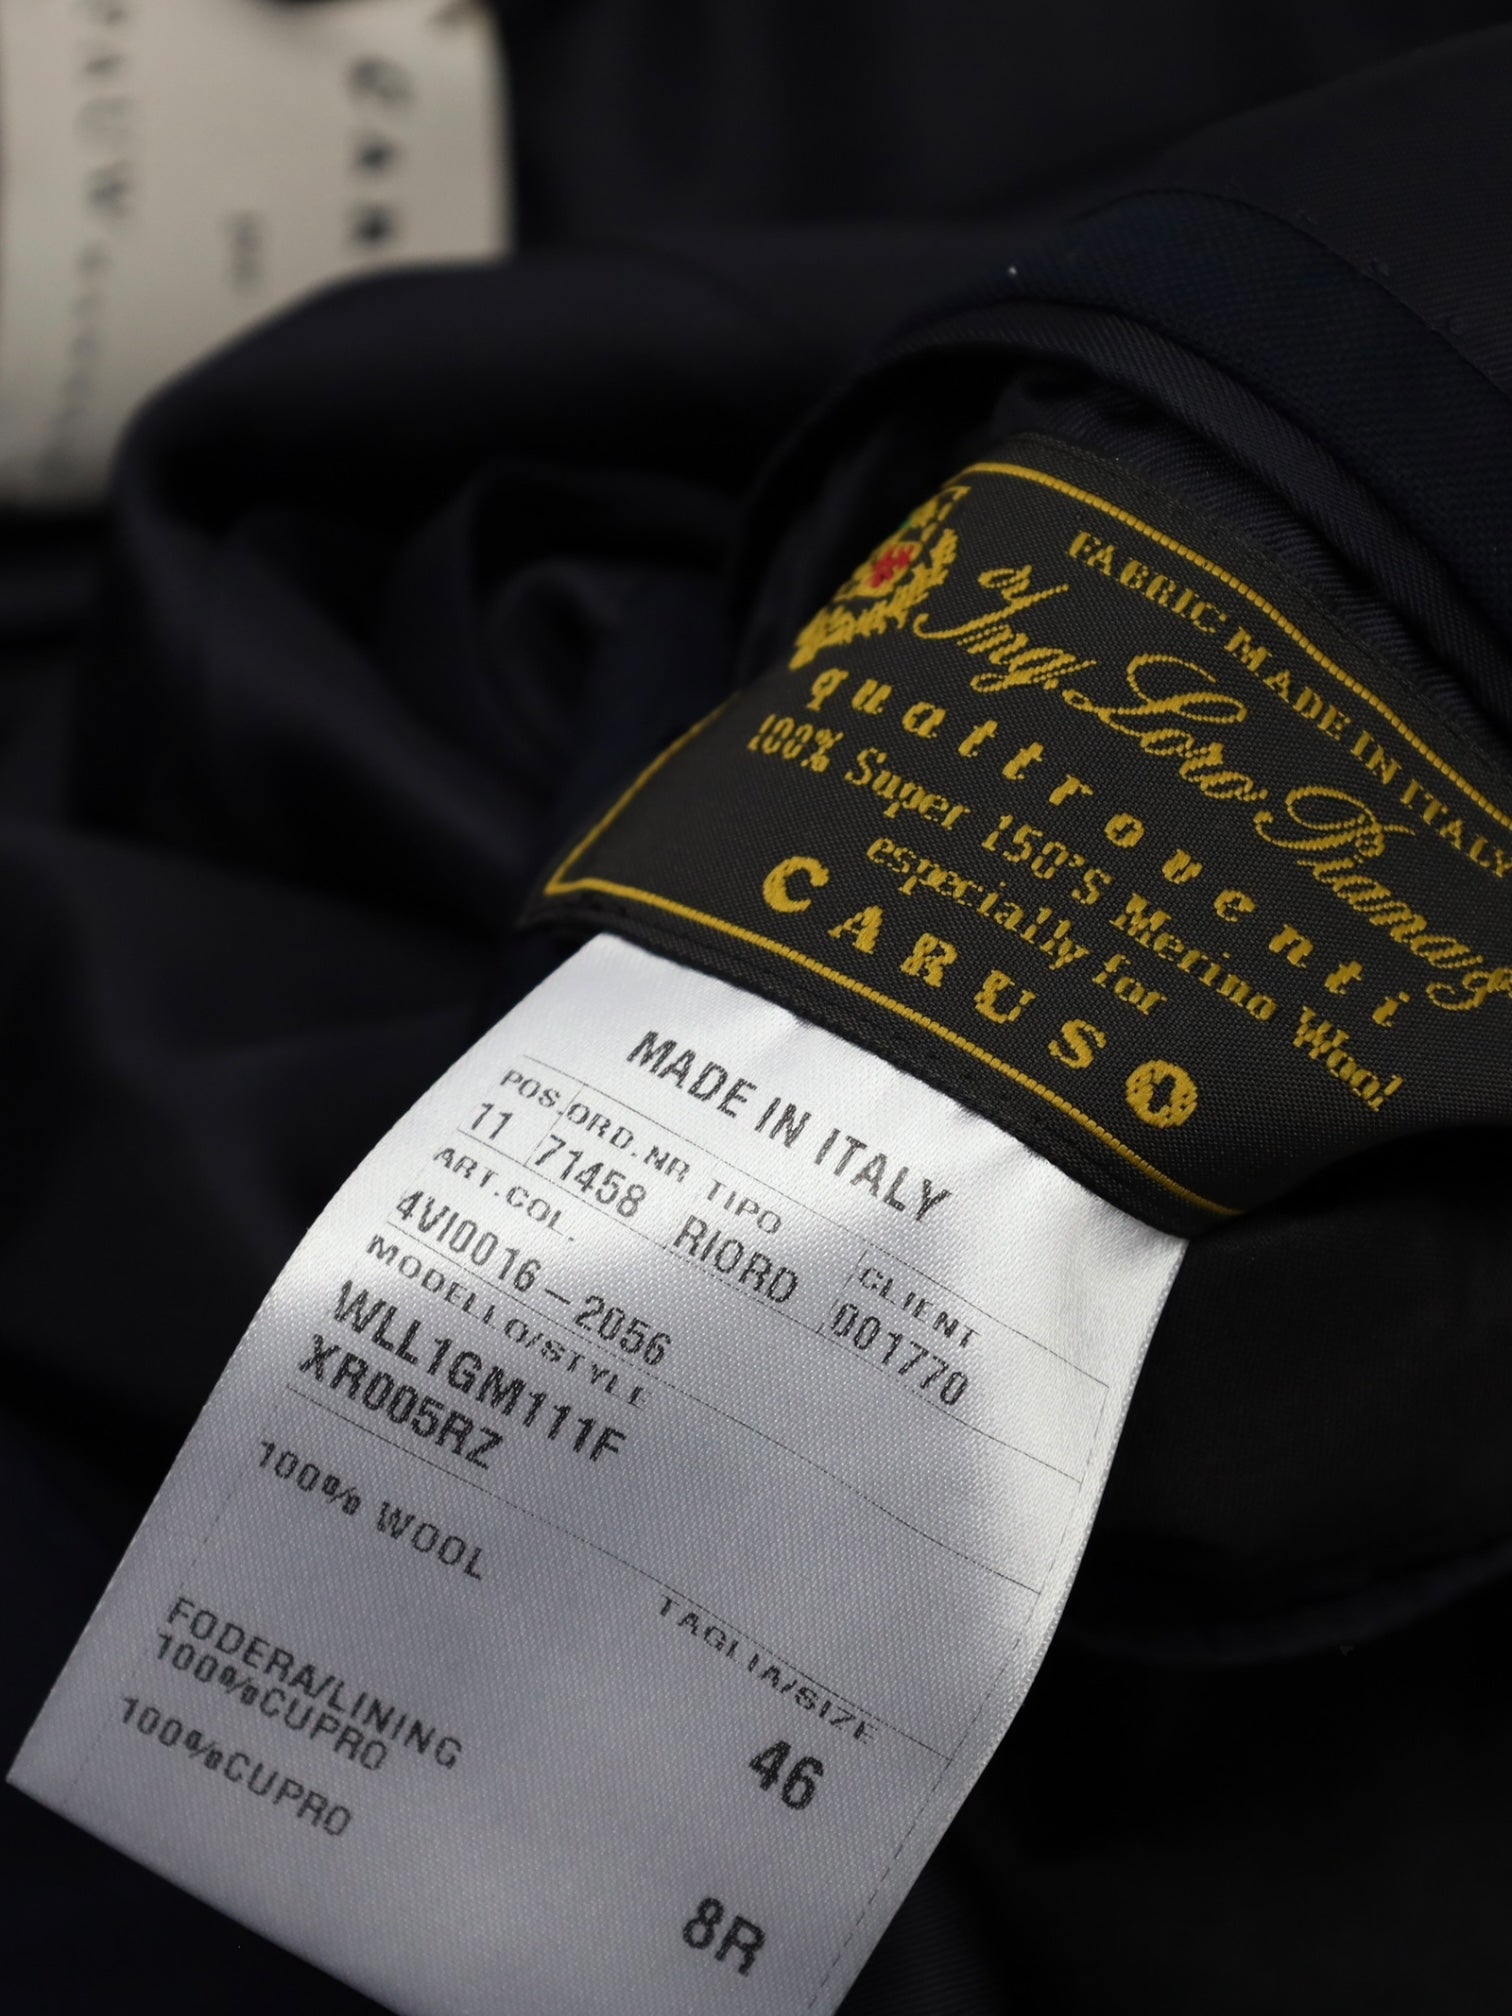 FABRIC MADE IN ITALY
Ing. Loro Piana & 
quattroventi
100% Super 150'S Merino Wool
especially for
CARUSO
MADE IN ITALY
POS. ORD.NR TIPO CLIENT
11 71458 RIORD 001770
ART.COL.
4VI0016-2056
MODELLO/STYLE
WLL1GM111F
XR005RZ
100% WOOL
TAGLIA/SIZE
46
FODERA/LINING
100%CUPRO
100%CUPRO
8R